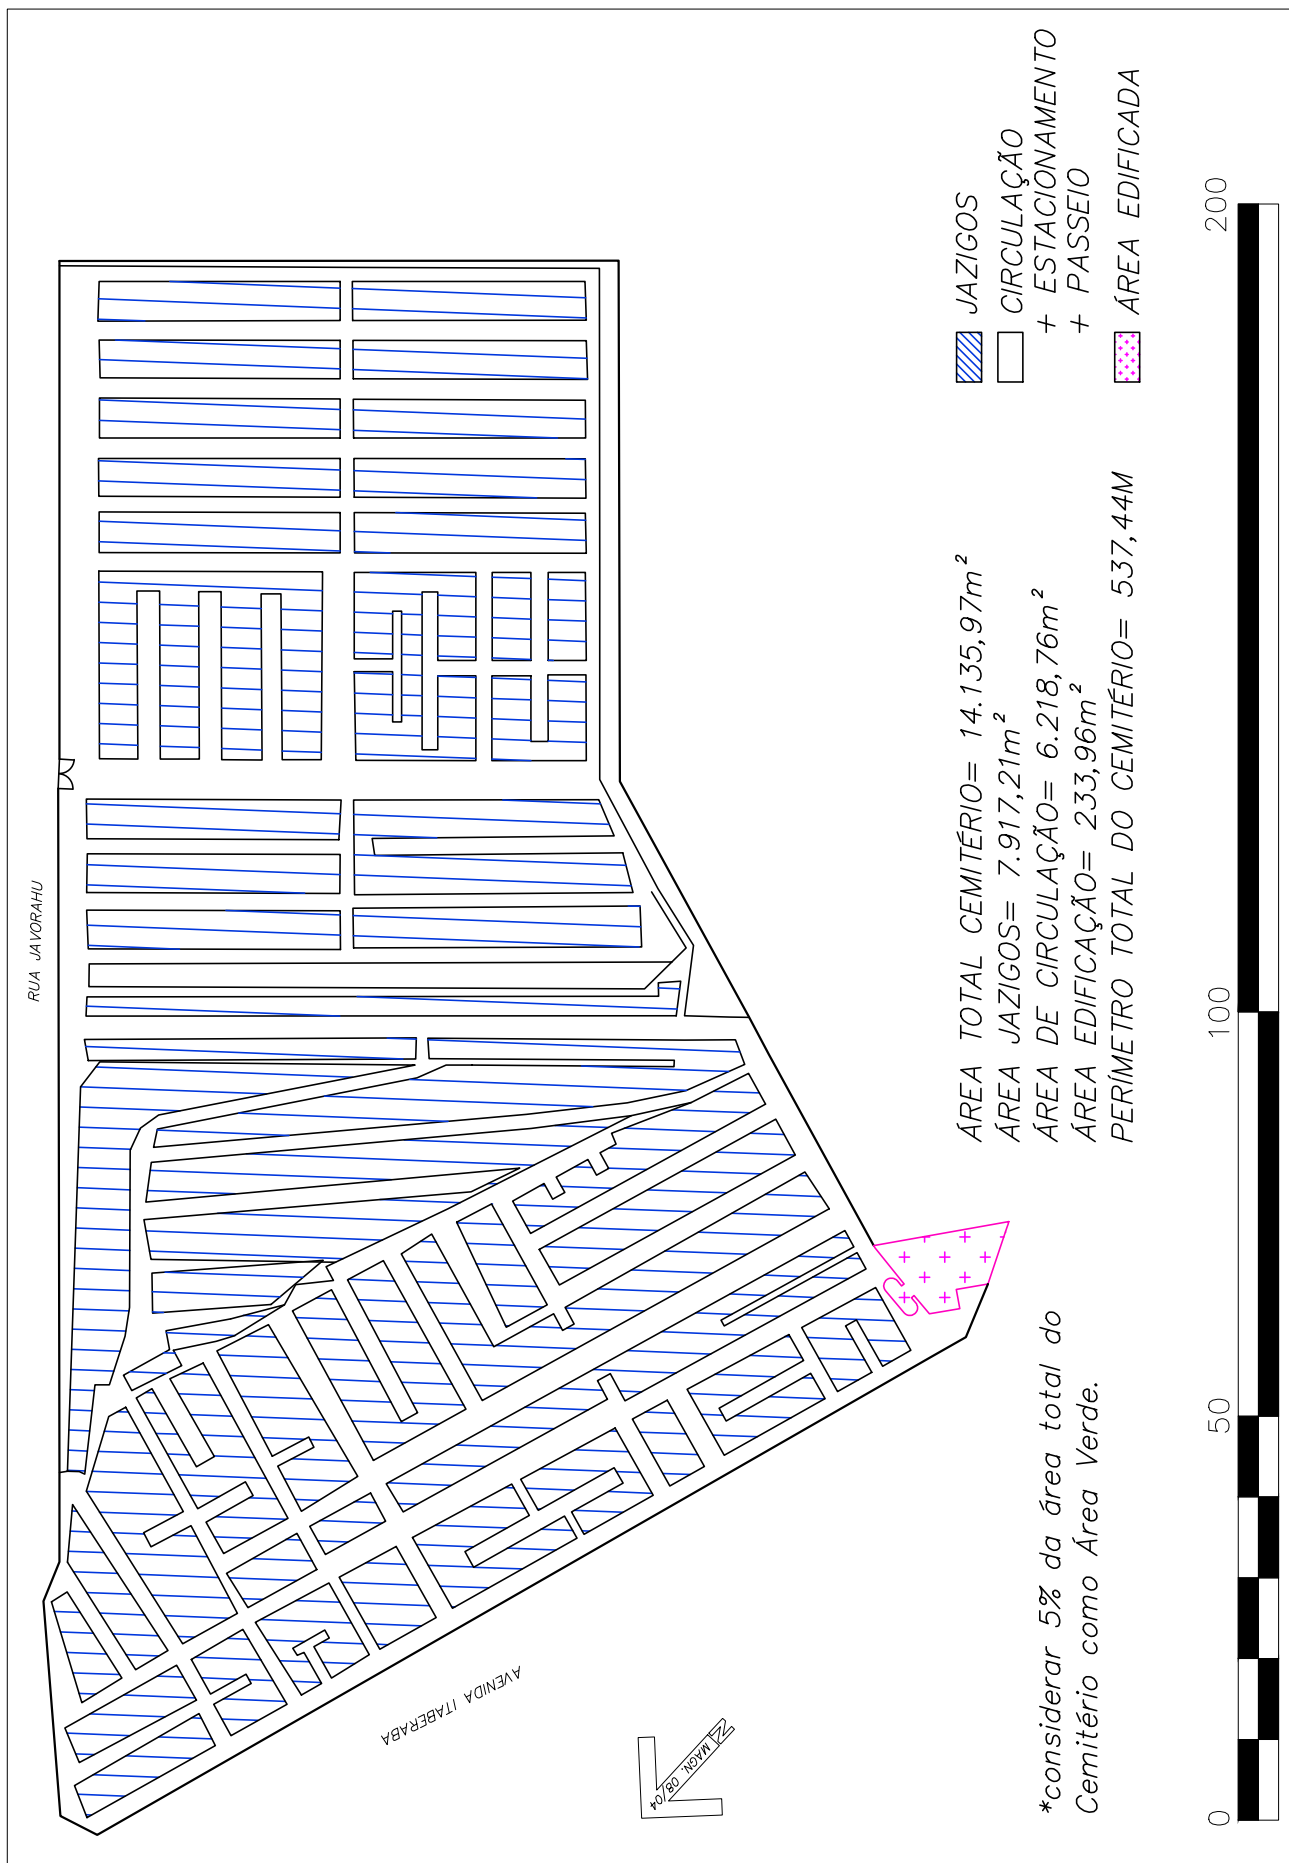 RUA JAVORAHU
AVENIDA ITABERABA
N MAGN. 08/04
JAZIGOS
CIRCULAÇÃO
+ ESTACIONAMENTO
+ PASSEIO
ÁREA EDIFICADA
ÁREA TOTAL CEMITÉRIO= 14.135,97m²
ÁREA JAZIGOS= 7.917,21m²
ÁREA DE CIRCULAÇÃO= 6.218,76m²
ÁREA EDIFICAÇÃO= 233,96m²
PERÍMETRO TOTAL DO CEMITÉRIO= 537,44M
*considerar 5% da área total do
Cemitério como Área Verde.
0 50 100 200